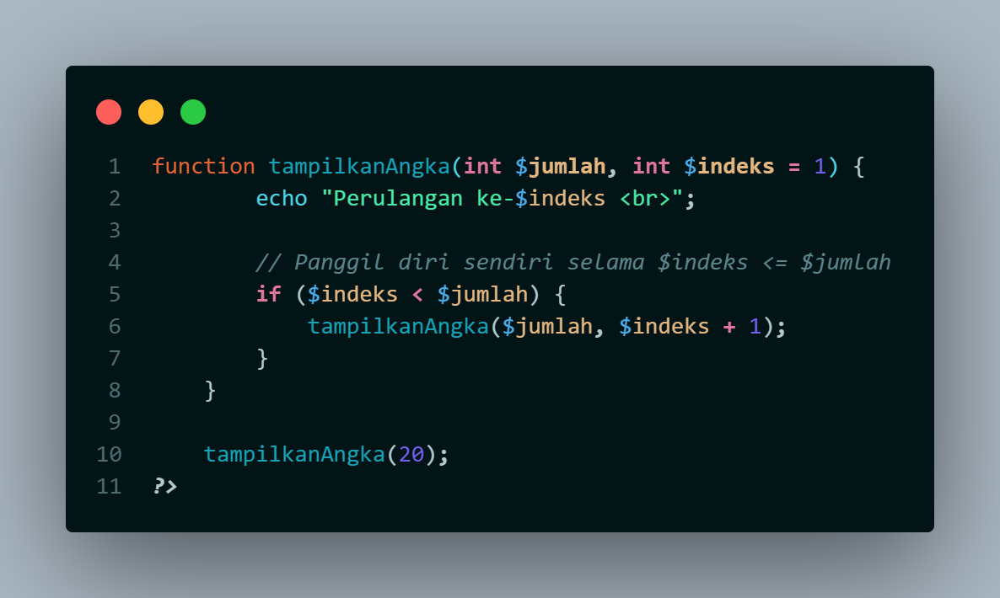 1 function tampilkanAngka(int $jumlah, int $indeks = 1) {
2         echo "Perulangan ke-$indeks <br>";
3
4         // Panggil diri sendiri selama $indeks <= $jumlah
5         if ($indeks < $jumlah) {
6             tampilkanAngka($jumlah, $indeks + 1);
7         }
8     }
9
10     tampilkanAngka(20);
11 ?>